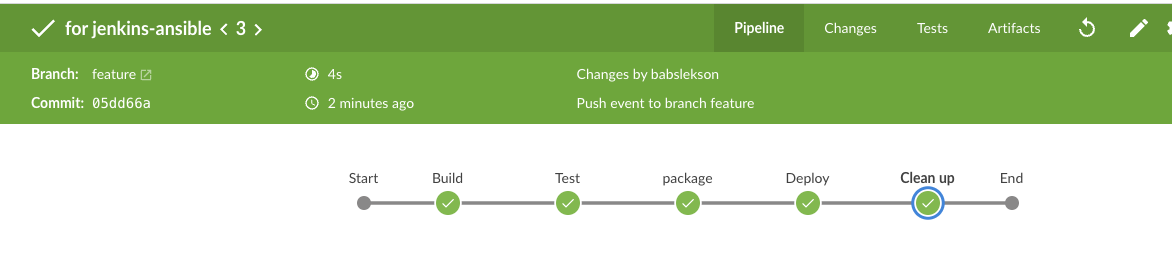 for jenkins-ansible < 3 > Pipeline Changes Tests Artifacts
Branch: feature 4s Changes by babslekson
Commit: 05dd66a 2 minutes ago Push event to branch feature
Start Build Test package Deploy Clean up End